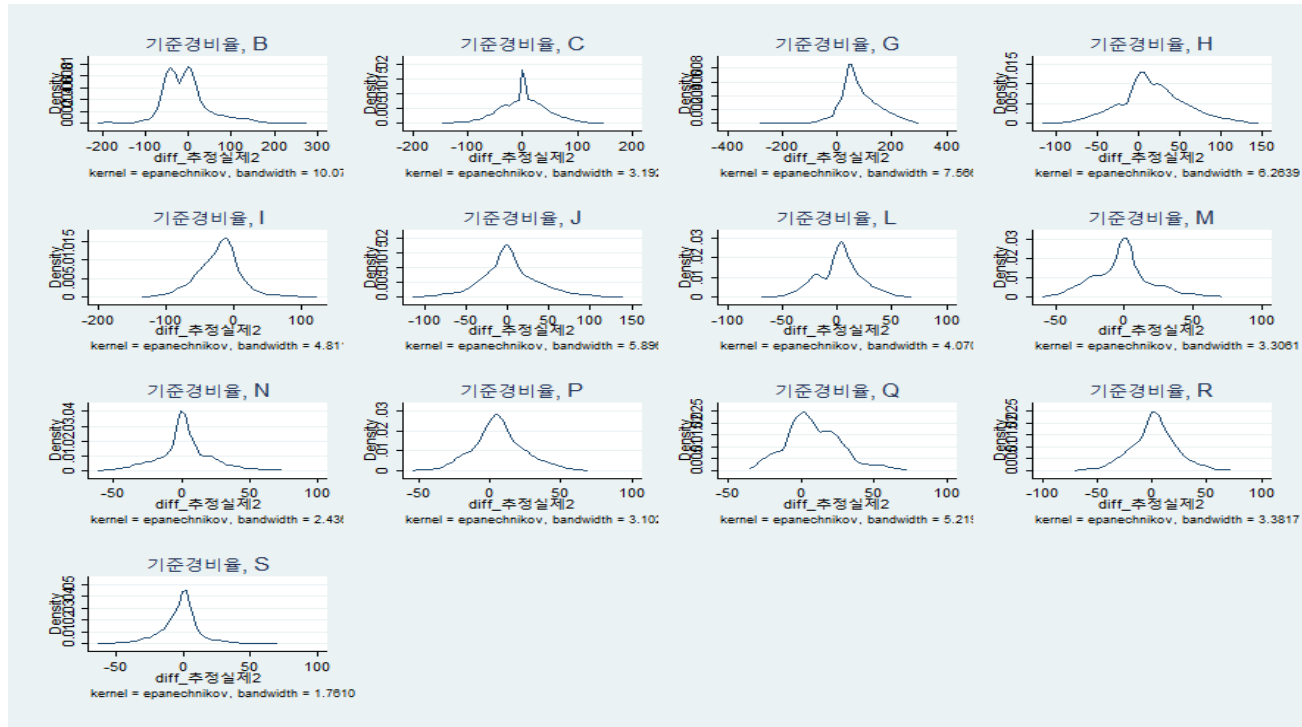 기준경비율, B
Density
-200 -100 0 100 200 300
diff_추정실제2
kernel = epanechnikov, bandwidth = 10.07
기준경비율, C
Density
-200 -100 0 100 200
diff_추정실제2
kernel = epanechnikov, bandwidth = 3.192
기준경비율, G
Density
-400 -200 0 200 400
diff_추정실제2
kernel = epanechnikov, bandwidth = 7.566
기준경비율, H
Density
0 .005.01.015
-100 -50 0 50 100 150
diff_추정실제2
kernel = epanechnikov, bandwidth = 6.2639
기준경비율, I
Density
0 .005.01.015
-200 -100 0 100
diff_추정실제2
kernel = epanechnikov, bandwidth = 4.811
기준경비율, J
Density
0 .005.01.015.02
-100 -50 0 50 100 150
diff_추정실제2
kernel = epanechnikov, bandwidth = 5.896
기준경비율, L
Density
0 .01.02.03
-100 -50 0 50 100
diff_추정실제2
kernel = epanechnikov, bandwidth = 4.070
기준경비율, M
Density
0 .01.02.03
-50 0 50 100
diff_추정실제2
kernel = epanechnikov, bandwidth = 3.3061
기준경비율, N
Density
0 .01.02.03.04
-50 0 50 100
diff_추정실제2
kernel = epanechnikov, bandwidth = 2.436
기준경비율, P
Density
0 .01.02.03
-50 0 50 100
diff_추정실제2
kernel = epanechnikov, bandwidth = 3.102
기준경비율, Q
Density
-50 0 50 100
diff_추정실제2
kernel = epanechnikov, bandwidth = 5.215
기준경비율, R
Density
-100 -50 0 50 100
diff_추정실제2
kernel = epanechnikov, bandwidth = 3.3817
기준경비율, S
Density
0 .01.02.03.04.05
-50 0 50 100
diff_추정실제2
kernel = epanechnikov, bandwidth = 1.7610